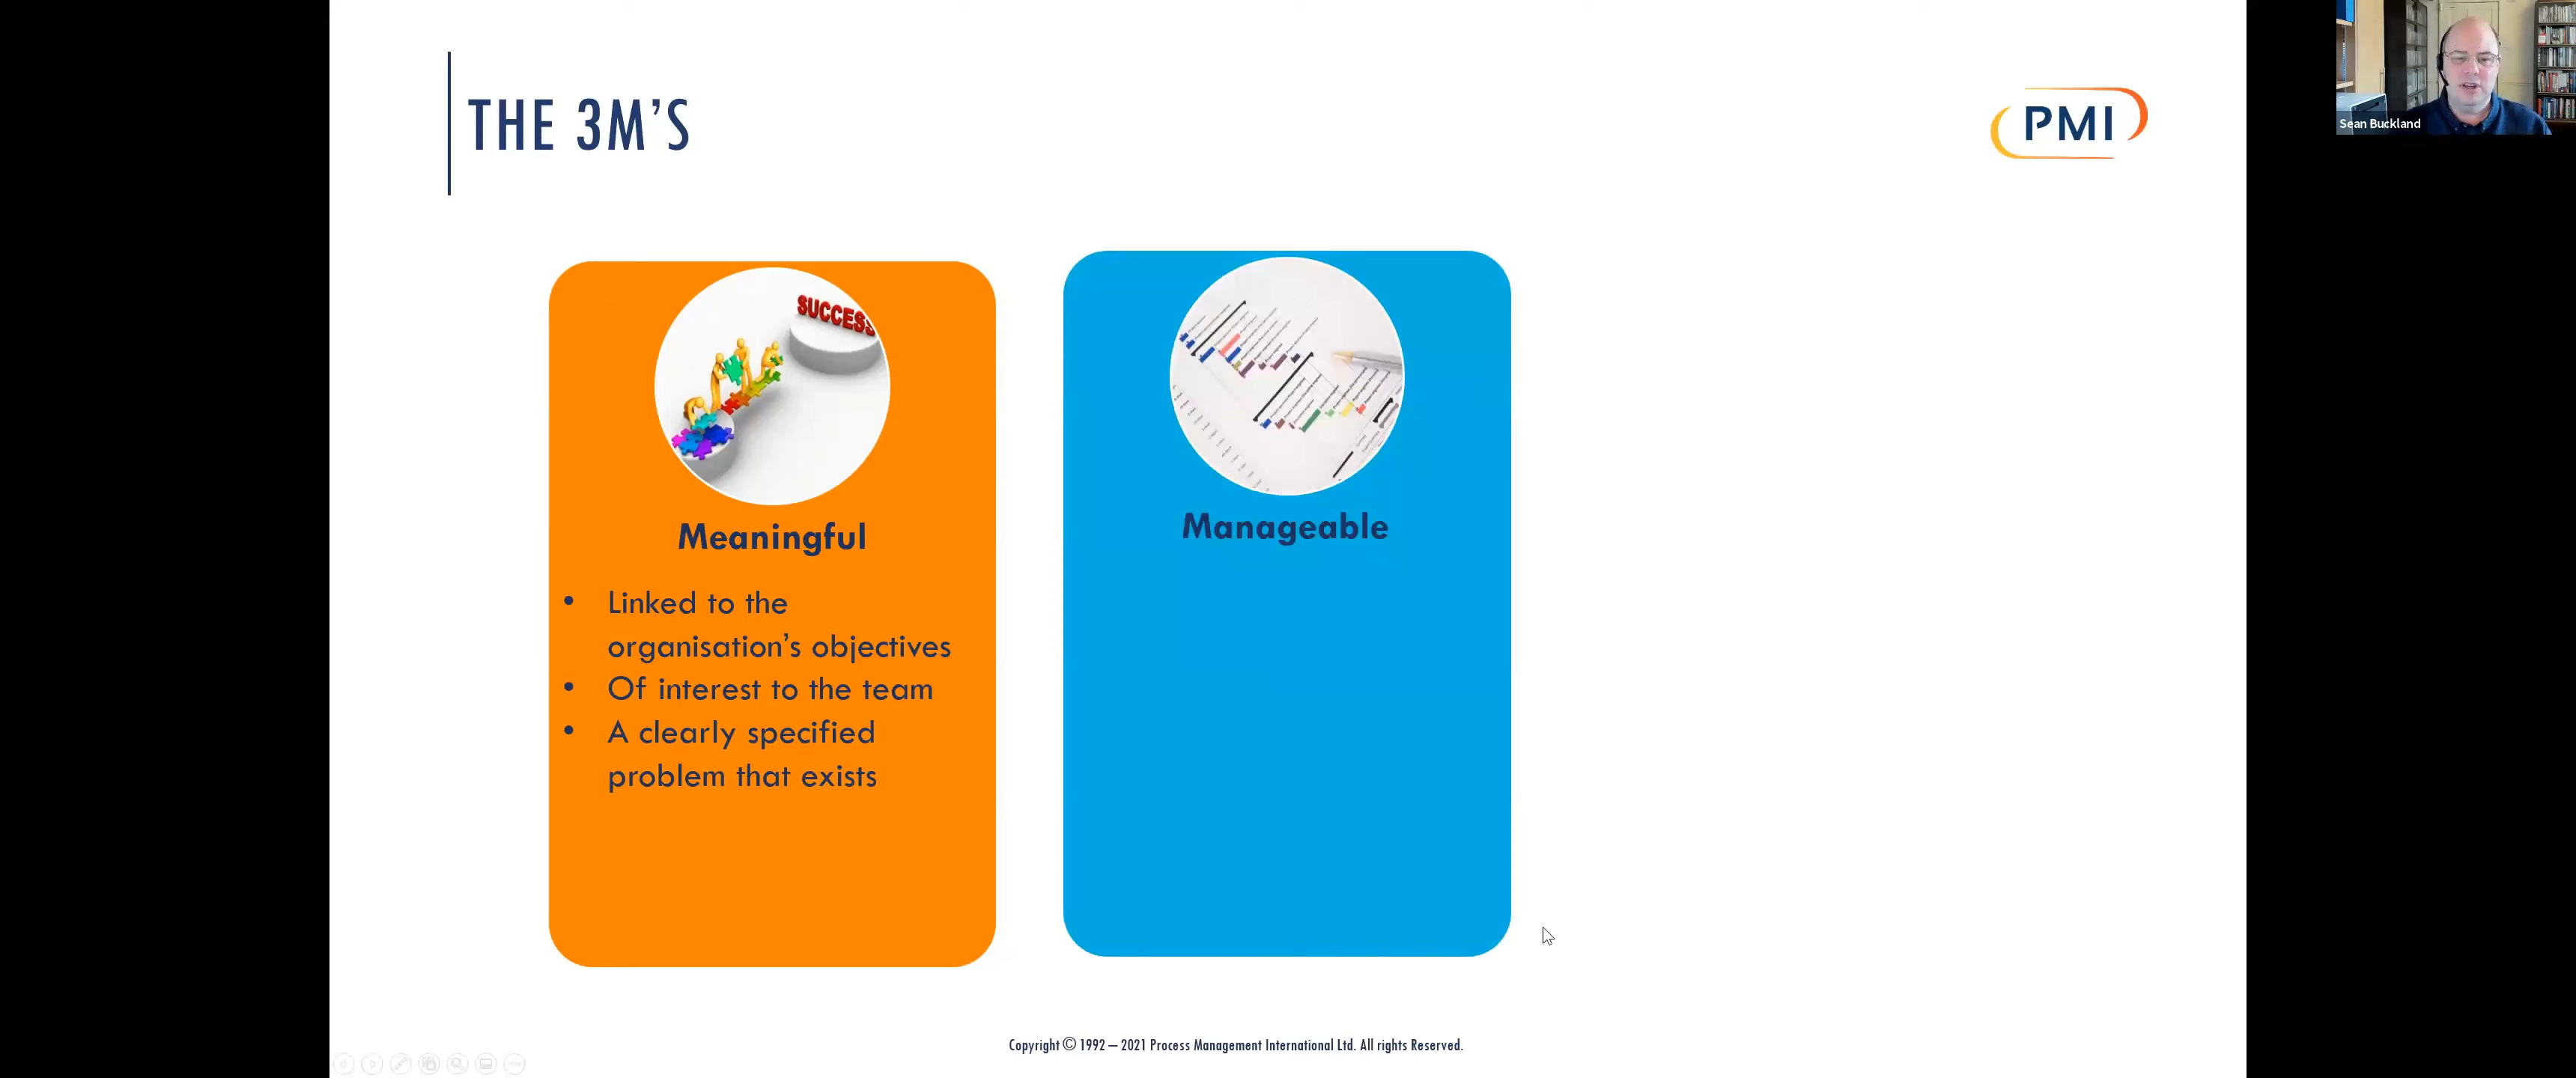 THE 3M'S
PMI
Sean Buckland
SUCCESS
Meaningful
• Linked to the
organisation's objectives
• Of interest to the team
• A clearly specified
problem that exists
Manageable
Copyright © 1992 – 2021 Process Management International Ltd. All rights Reserved.